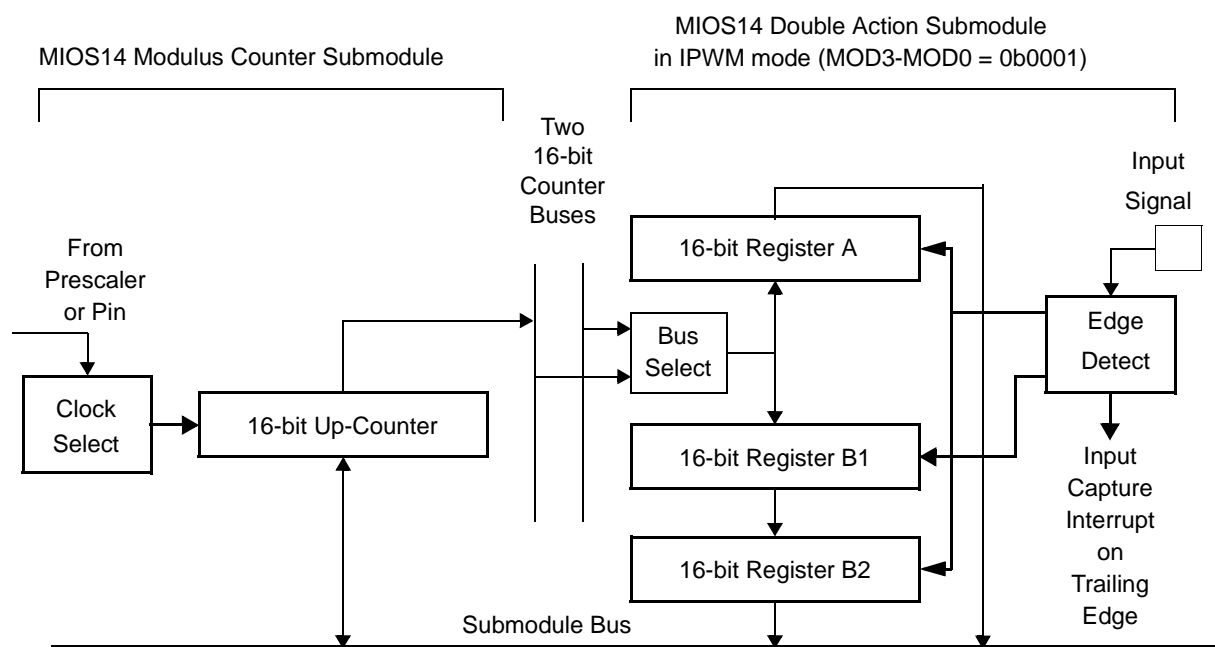 MIOS14 Modulus Counter Submodule
MIOS14 Double Action Submodule
in IPWM mode (MOD3-MOD0 = 0b0001)
Two
16-bit
Counter
Buses
Input
Signal
From
Prescaler
or Pin
16-bit Register A
Bus
Select
Edge
Detect
Clock
Select
16-bit Up-Counter
16-bit Register B1
Input
Capture
Interrupt
on
Trailing
Edge
16-bit Register B2
Submodule Bus